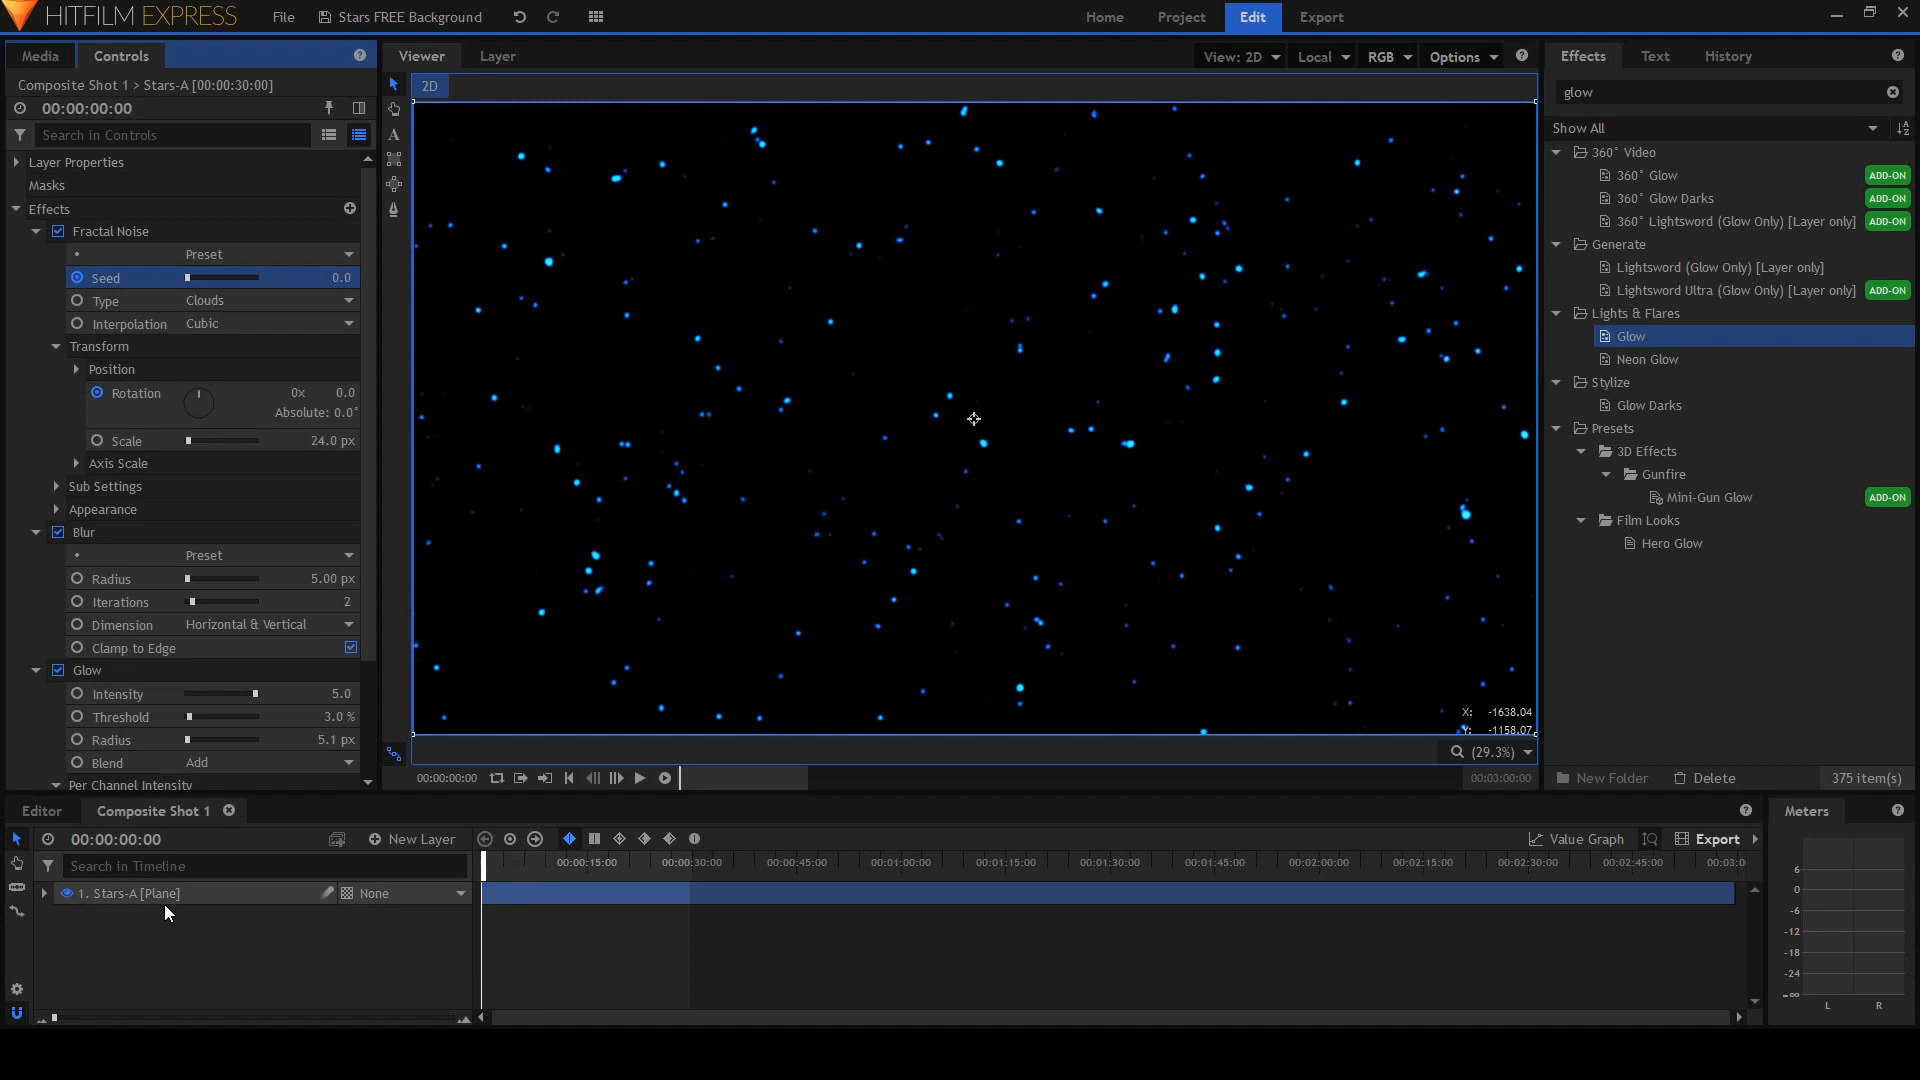 HITFILM EXPRESS
File
Stars FREE Background
Home
Project
Edit
Export
Media
Controls
Composite Shot 1 > Stars-A [00:00:30:00]
00:00:00:00
Search in Controls
Layer Properties
Masks
Effects
Fractal Noise
Preset
Seed 0.0
Type Clouds
Interpolation Cubic
Transform
Position
Rotation 0x 0.0
Absolute: 0.0°
Scale 24.0 px
Axis Scale
Sub Settings
Appearance
Blur
Preset
Radius 5.00 px
Iterations 2
Dimension Horizontal & Vertical
Clamp to Edge
Glow
Intensity 5.0
Threshold 3.0 %
Radius 5.1 px
Blend Add
Per Channel Intensity
Viewer
Layer
View: 2D
Local
RGB
Options
2D
A
X: -1638.04
Y: -1158.07
(29.3%)
00:00:00:00
00:03:00:00
Effects
Text
History
glow
Show All
360° Video
360° Glow ADD-ON
360° Glow Darks ADD-ON
360° Lightsword (Glow Only) [Layer only] ADD-ON
Generate
Lightsword (Glow Only) [Layer only]
Lightsword Ultra (Glow Only) [Layer only] ADD-ON
Lights & Flares
Glow
Neon Glow
Stylize
Glow Darks
Presets
3D Effects
Gunfire
Mini-Gun Glow ADD-ON
Film Looks
Hero Glow
New Folder
Delete
375 item(s)
Editor
Composite Shot 1
00:00:00:00
New Layer
Value Graph
Export
Search in Timeline
00:00:15:00 00:00:30:00 00:00:45:00 00:01:00:00 00:01:15:00 00:01:30:00 00:01:45:00 00:02:00:00 00:02:15:00 00:02:30:00 00:02:45:00 00:03:0
1. Stars-A [Plane]
None
Meters
6
0
-6
-12
-18
-24
-∞
L R